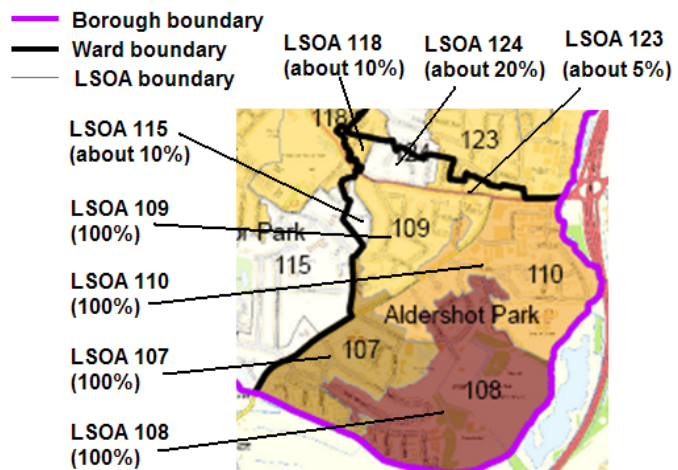 Borough boundary
Ward boundary
LSOA boundary
LSOA 118
(about 10%)
LSOA 124
(about 20%)
LSOA 123
(about 5%)
LSOA 115
(about 10%)
LSOA 109
(100%)
LSOA 110
(100%)
LSOA 107
(100%)
LSOA 108
(100%)
118
124
123
109
or Park
115
110
Aldershot Park
107
108